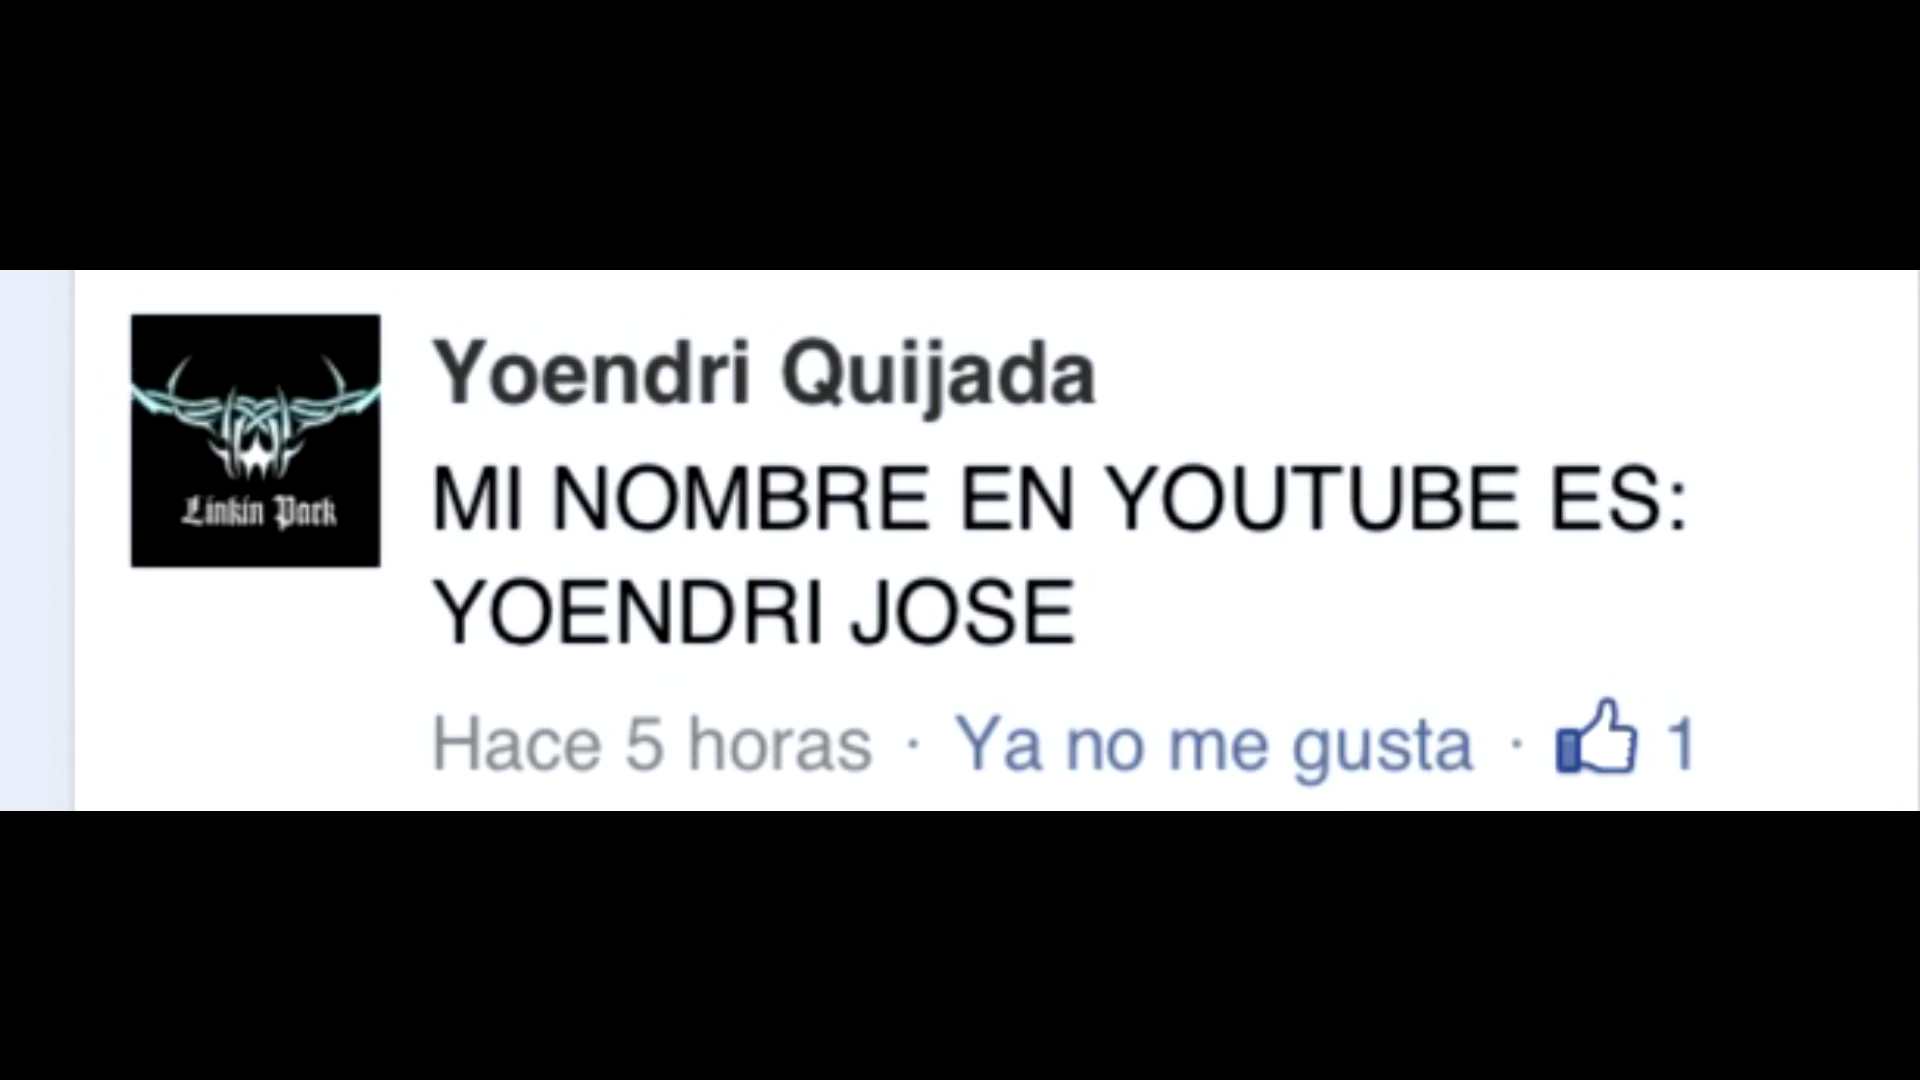 Linkin Park
Yoendri Quijada
MI NOMBRE EN YOUTUBE ES:
YOENDRI JOSE
Hace 5 horas · Ya no me gusta · 1